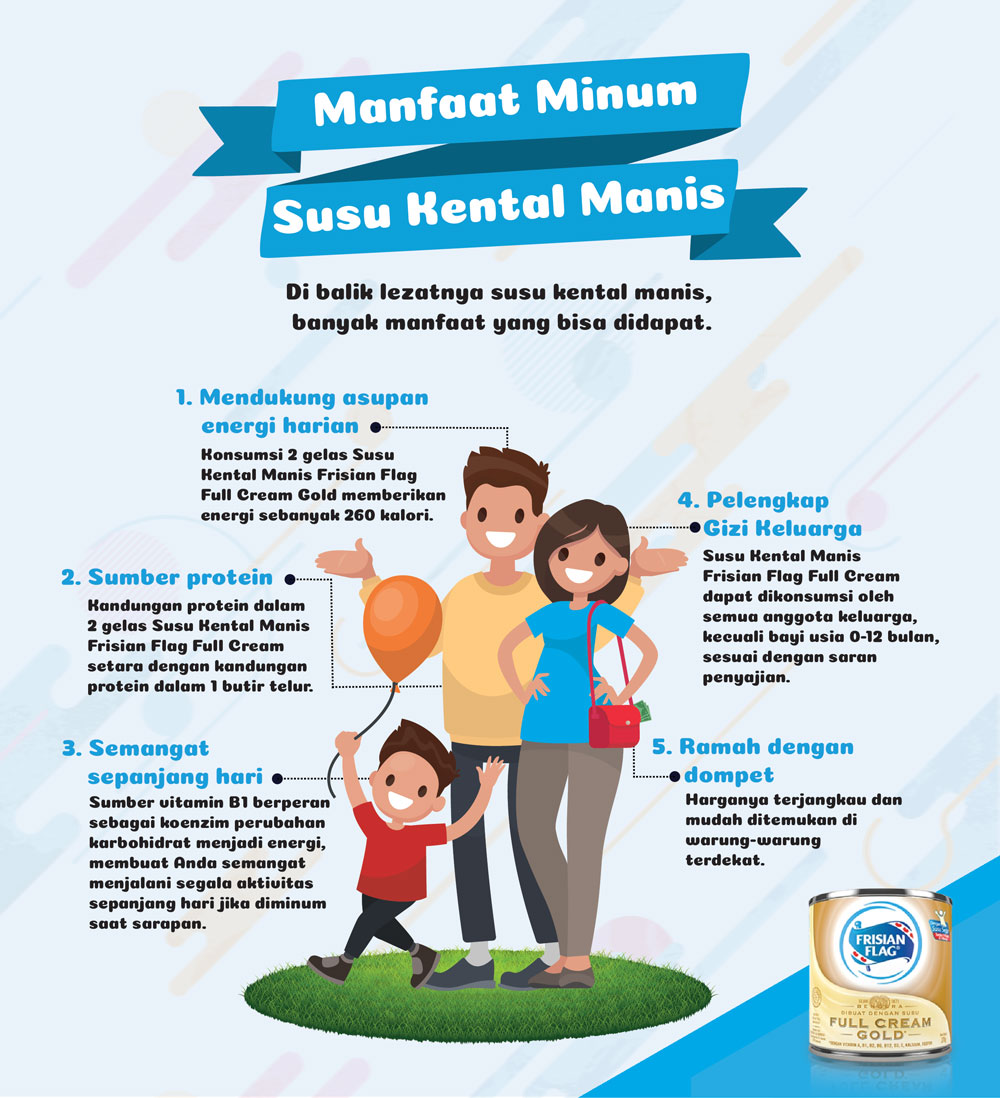 Manfaat Minum
Susu Kental Manis
Di balik lezatnya susu kental manis,
banyak manfaat yang bisa didapat.
1. Mendukung asupan
energi harian
Konsumsi 2 gelas Susu
Kental Manis Frisian Flag
Full Cream Gold memberikan
energi sebanyak 260 kalori.
2. Sumber protein
Kandungan protein dalam
2 gelas Susu Kental Manis
Frisian Flag Full Cream
setara dengan kandungan
protein dalam 1 butir telur.
3. Semangat
sepanjang hari
Sumber vitamin B1 berperan
sebagai koenzim perubahan
karbohidrat menjadi energi,
membuat Anda semangat
menjalani segala aktivitas
sepanjang hari jika diminum
saat sarapan.
4. Pelengkap
Gizi Keluarga
Susu Kental Manis
Frisian Flag Full Cream
dapat dikonsumsi oleh
semua anggota keluarga,
kecuali bayi usia 0-12 bulan,
sesuai dengan saran
penyajian.
5. Ramah dengan
dompet
Harganya terjangkau dan
mudah ditemukan di
warung-warung
terdekat.
FRISIAN
FLAG
BENDERA
DIBUAT DENGAN SUSU
FULL CREAM
GOLD